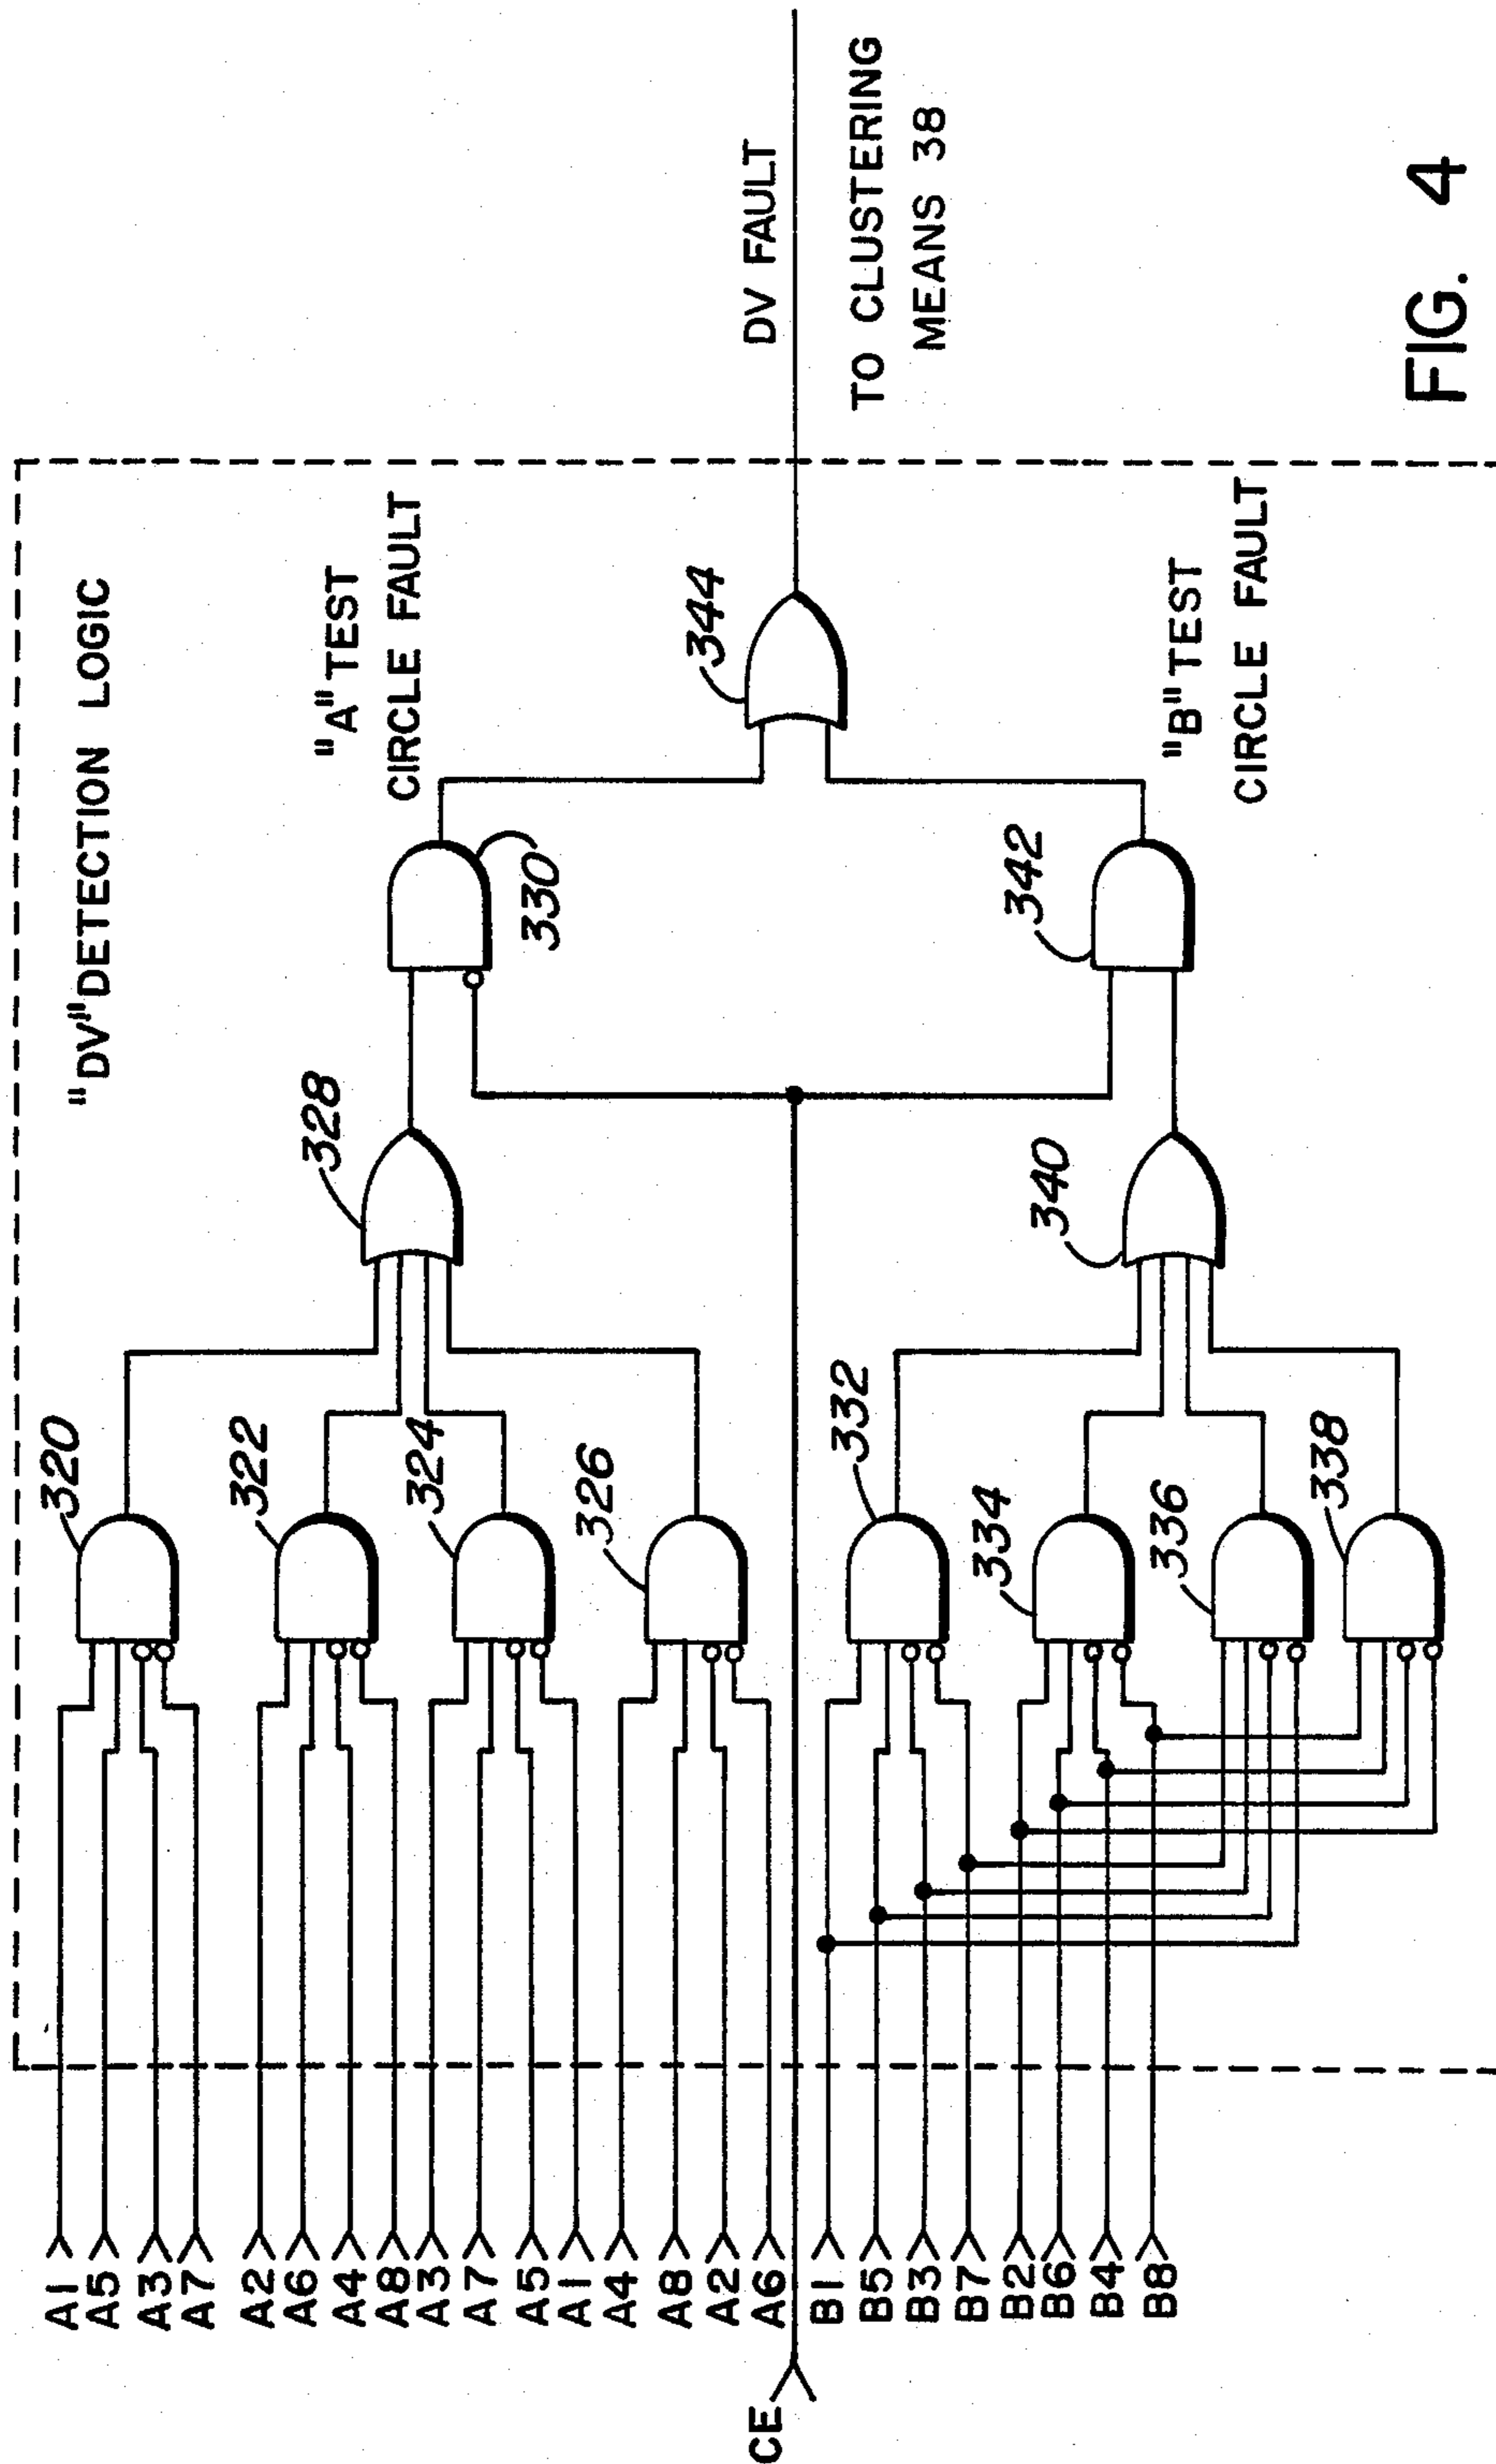 "DV" DETECTION LOGIC
A1
A5
A3
A7
A2
A6
A4
A8
A3
A7
A5
A1
A4
A8
A2
A6
CE
B1
B5
B3
B7
B2
B6
B4
B8
320
322
324
326
328
330
"A" TEST
CIRCLE FAULT
332
334
336
338
340
342
"B" TEST
CIRCLE FAULT
344
DV FAULT
TO CLUSTERING
MEANS 38
FIG. 4